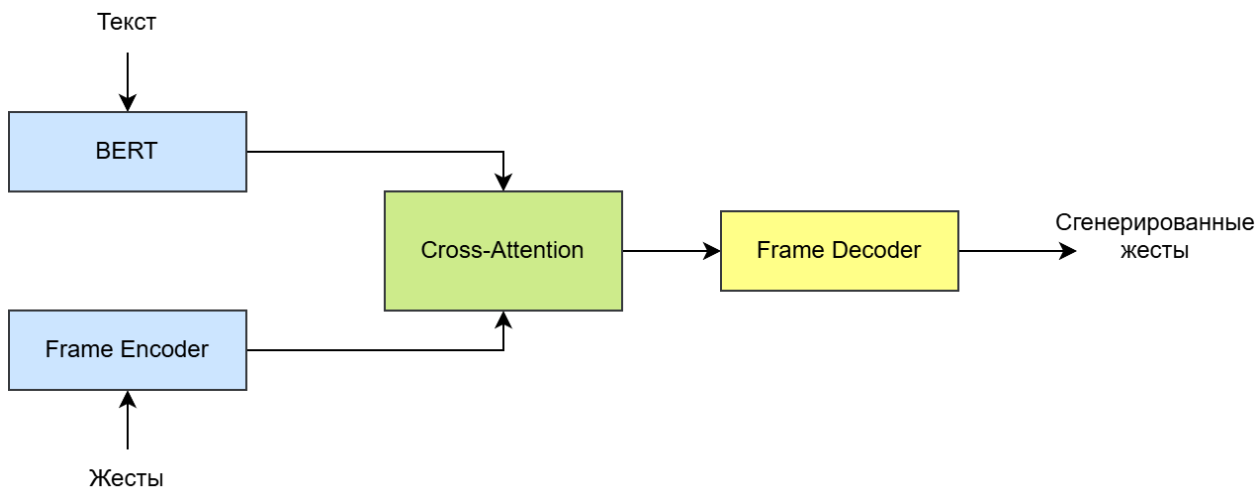 Текст
BERT
Cross-Attention
Frame Decoder
Сгенерированные
жесты
Frame Encoder
Жесты